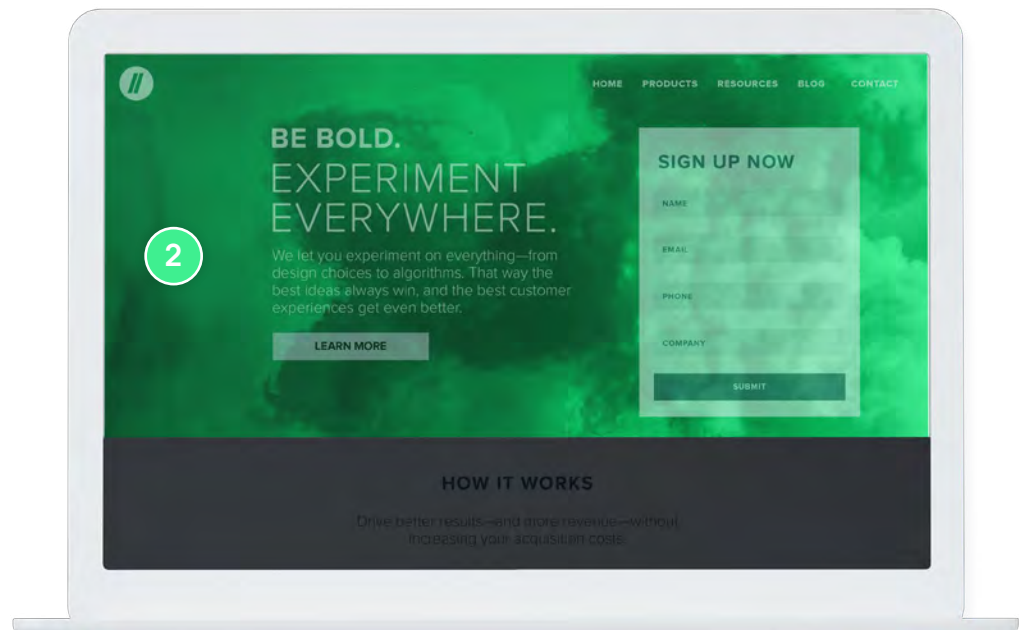 HOME PRODUCTS RESOURCES BLOG CONTACT
BE BOLD.
EXPERIMENT
EVERYWHERE.
We let you experiment on everything—from
design choices to algorithms. That way the
best ideas always win, and the best customer
experiences get even better.
LEARN MORE
2
SIGN UP NOW
NAME
EMAIL
PHONE
COMPANY
SUBMIT
HOW IT WORKS
Drive better results—and more revenue—without
increasing your acquisition costs.